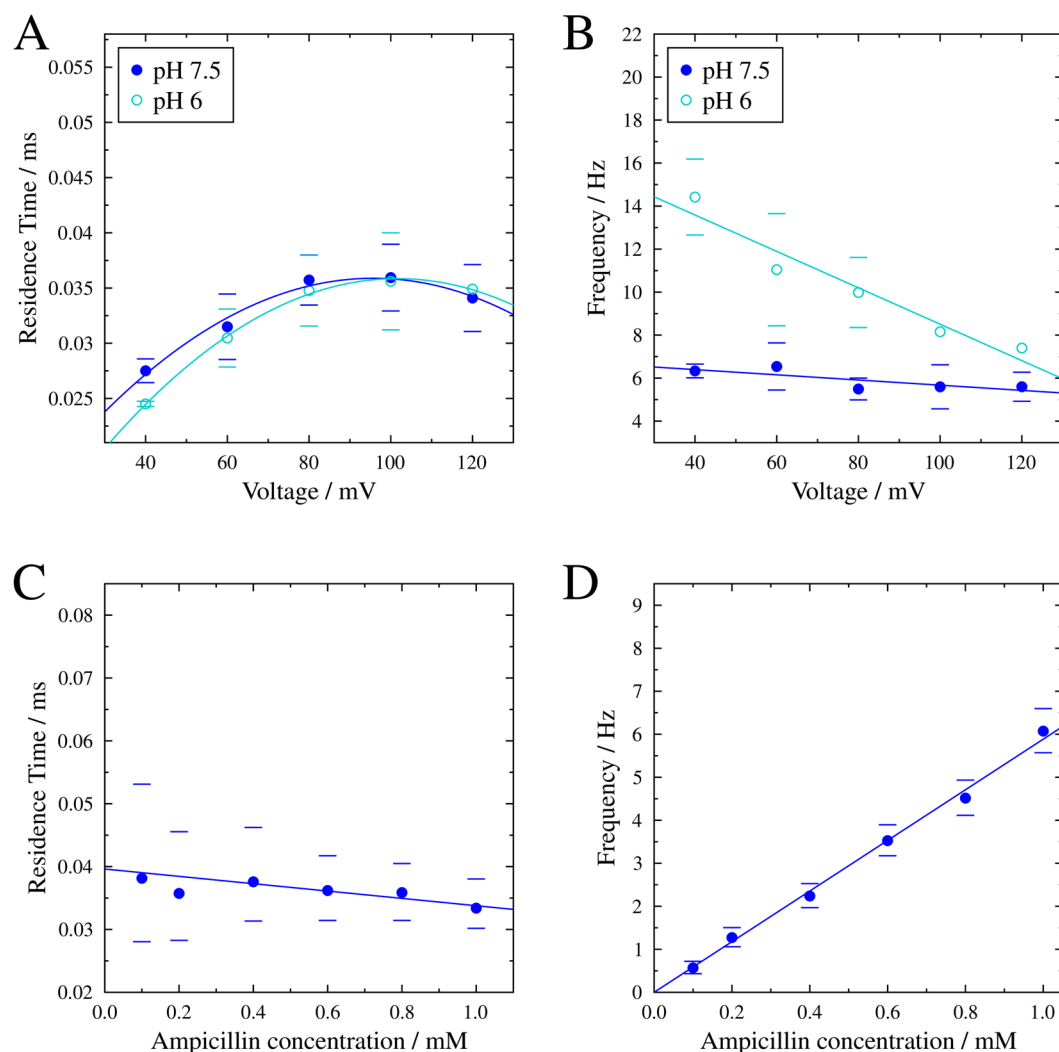 A
pH 7.5
pH 6
Residence Time / ms
0.055
0.05
0.045
0.04
0.035
0.03
0.025
40 60 80 100 120
Voltage / mV
B
pH 7.5
pH 6
Frequency / Hz
22
20
18
16
14
12
10
8
6
4
40 60 80 100 120
Voltage / mV
C
Residence Time / ms
0.08
0.07
0.06
0.05
0.04
0.03
0.02
0.0 0.2 0.4 0.6 0.8 1.0
Ampicillin concentration / mM
D
Frequency / Hz
9
8
7
6
5
4
3
2
1
0
0.0 0.2 0.4 0.6 0.8 1.0
Ampicillin concentration / mM